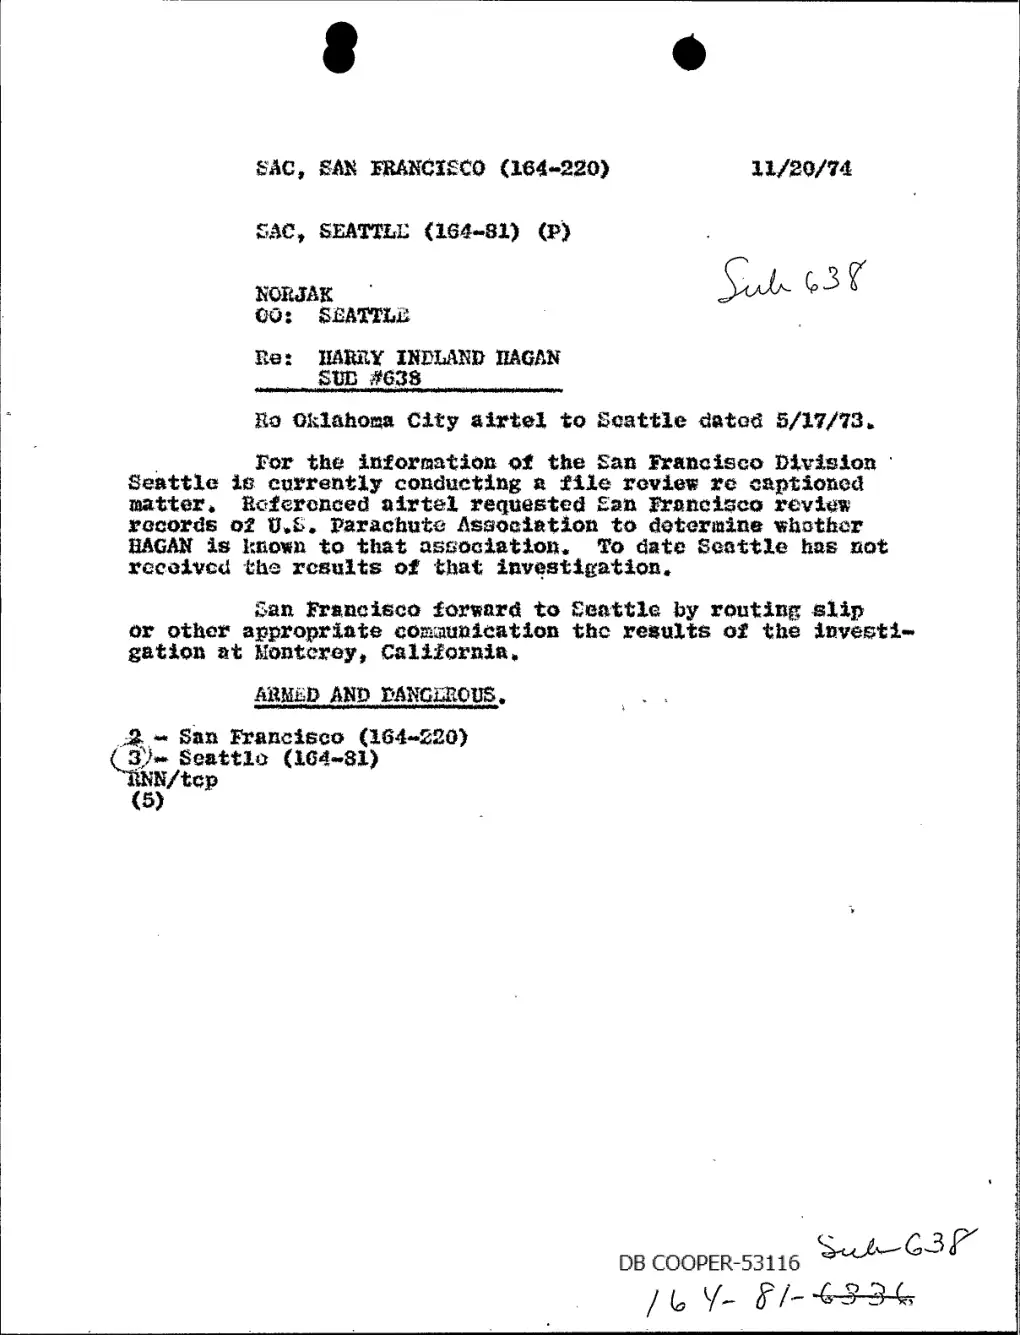 SAC, SAN FRANCISCO (164-220) 11/20/74
SAC, SEATTLE (164-81) (P)
Sub 638
NORJAK
OO: SEATTLE
Re: HARRY INDLAND HAGAN
SUB #638
Re Oklahoma City airtel to Seattle dated 5/17/73.
For the information of the San Francisco Division
Seattle is currently conducting a file review re captioned
matter. Referenced airtel requested San Francisco review
records of U.S. Parachute Association to determine whether
HAGAN is known to that association. To date Seattle has not
received the results of that investigation.
San Francisco forward to Seattle by routing slip
or other appropriate communication the results of the investi-
gation at Monterey, California.
ARMED AND DANGEROUS.
2 - San Francisco (164-220)
3 - Seattle (164-81)
RNN/tcp
(5)
Sub 638
DB COOPER-53116
164-81-6336